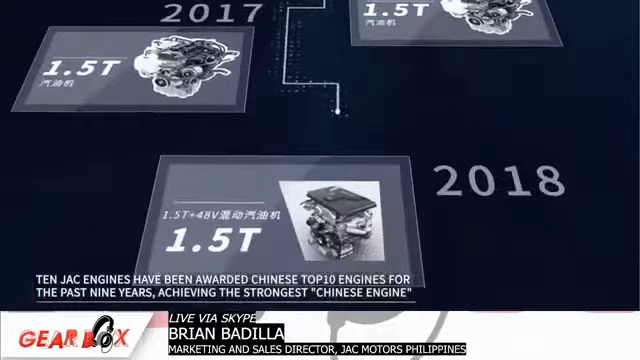 2017
1.5T
汽油机
1.5T
汽油机
2018
1.5T+48V混动汽油机
1.5T
TEN JAC ENGINES HAVE BEEN AWARDED CHINESE TOP10 ENGINES FOR
THE PAST NINE YEARS, ACHIEVING THE STRONGEST "CHINESE ENGINE"
GEAR BOX
LIVE VIA SKYPE
BRIAN BADILLA
MARKETING AND SALES DIRECTOR, JAC MOTORS PHILIPPINES